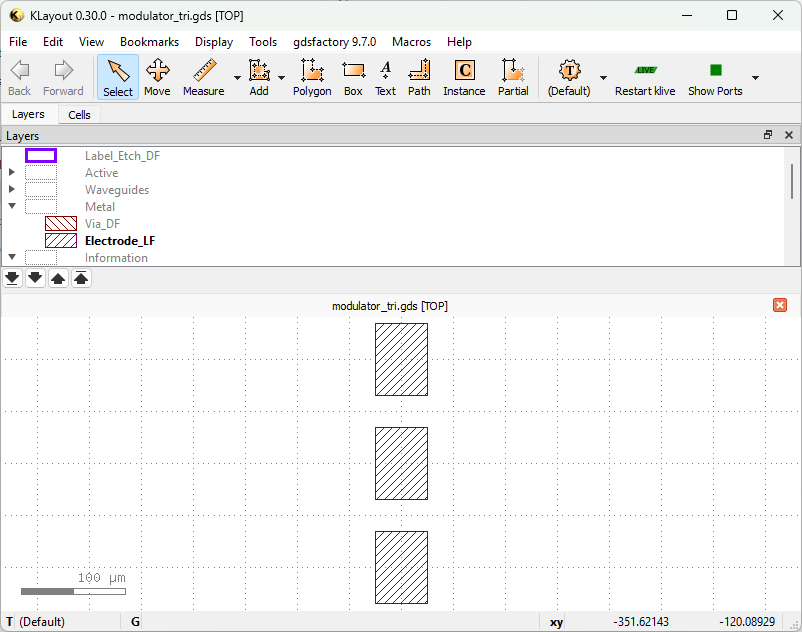 KLayout 0.30.0 - modulator_tri.gds [TOP]
File Edit View Bookmarks Display Tools gdsfactory 9.7.0 Macros Help
T A C T LIVE
Back Forward Select Move Measure Add Polygon Box Text Path Instance Partial (Default) Restart klive Show Ports
Layers Cells
Layers
Label_Etch_DF
Active
Waveguides
Metal
Via_DF
Electrode_LF
Information
modulator_tri.gds [TOP]
100 µm
T (Default) G xy -351.62143 -120.08929